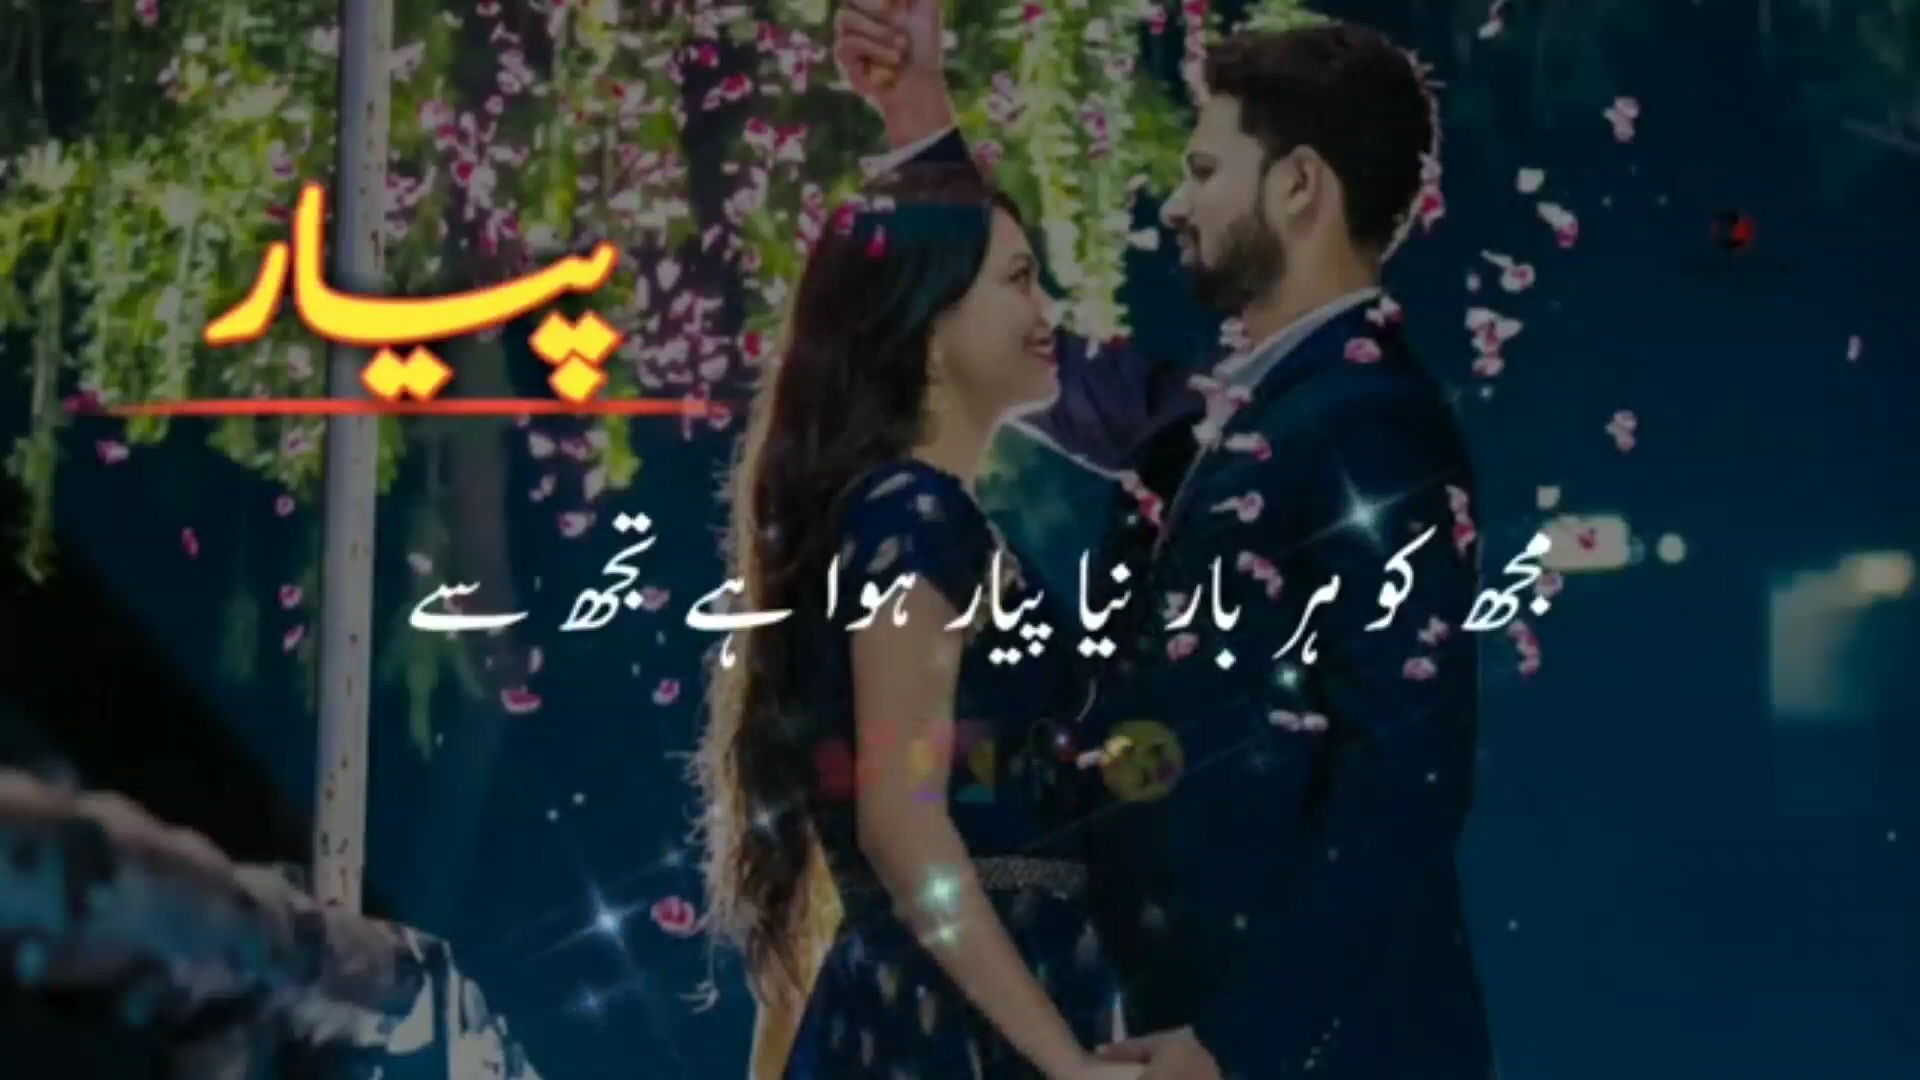 پیار
مجھ کو ہر بار نیا پیار ہوا ہے تجھ سے